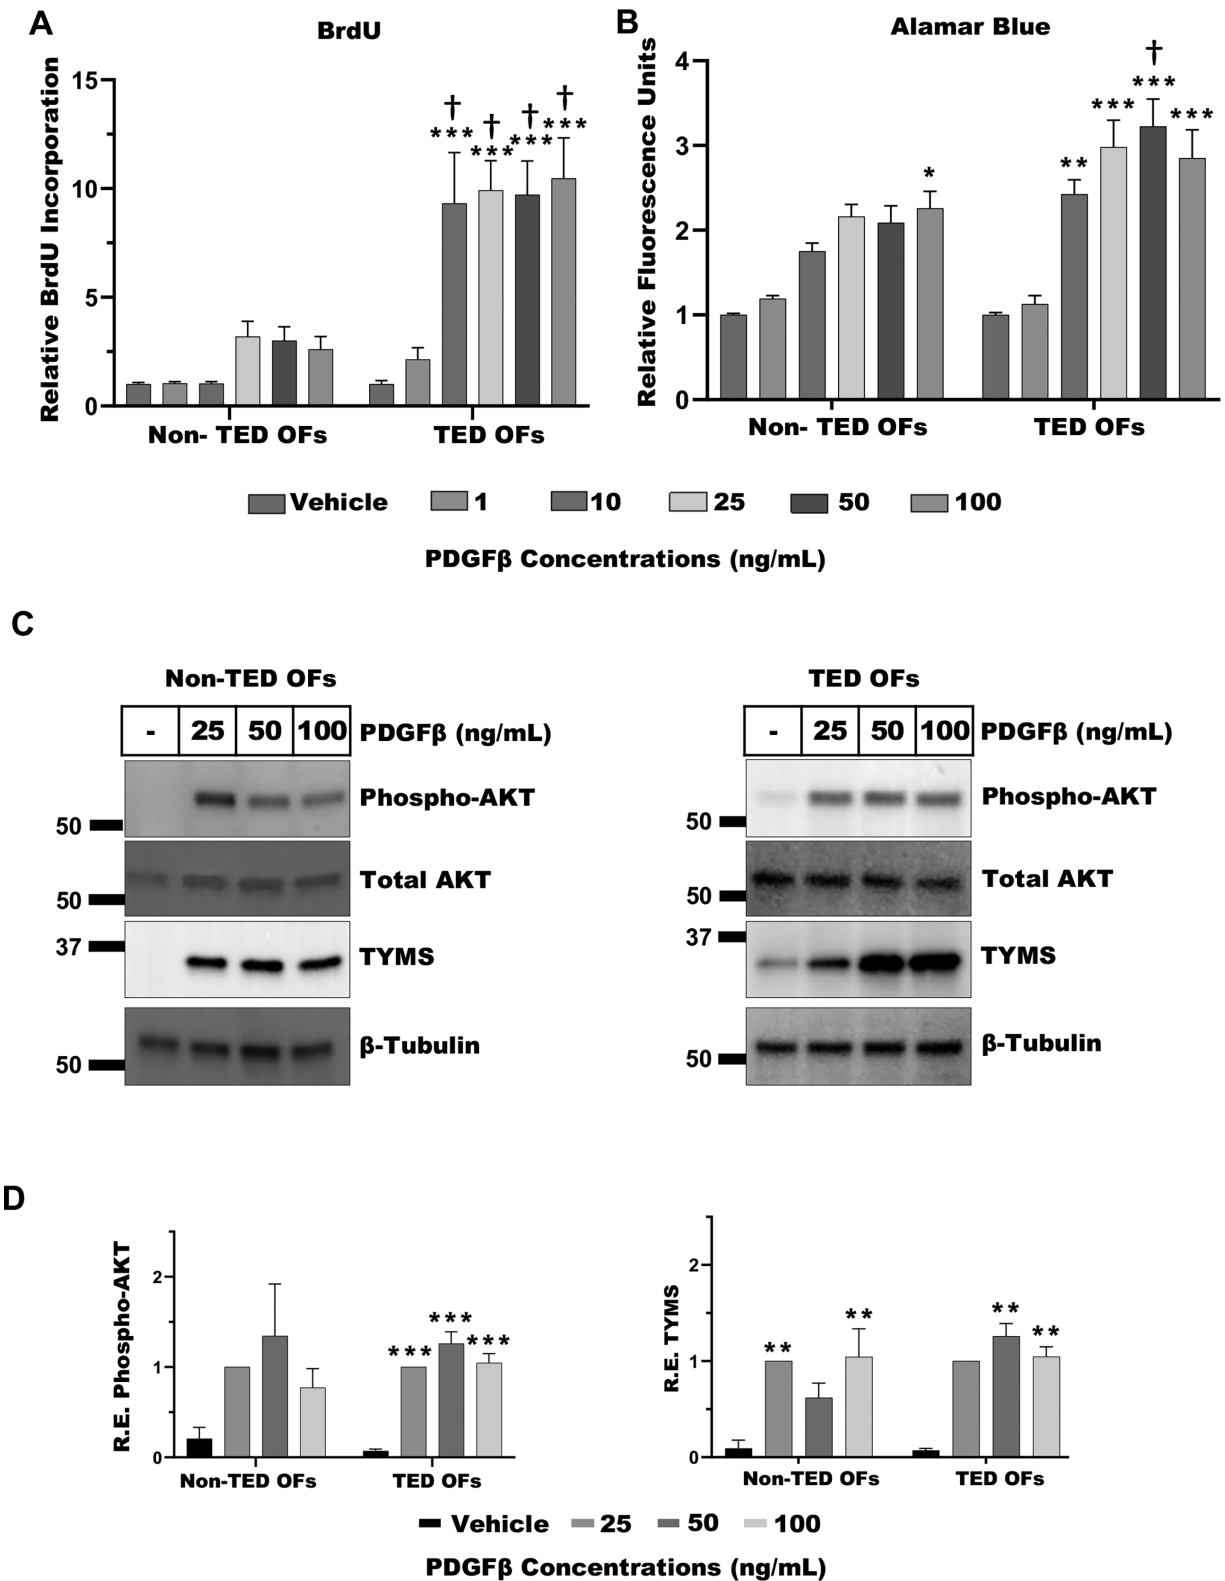 A
BrdU
Relative BrdU Incorporation
15
10
5
0
†
***
†
***
†
***
†
***
Non- TED OFs
TED OFs
B
Alamar Blue
Relative Fluorescence Units
4
3
2
1
0
*
**
***
†
***
***
Non- TED OFs
TED OFs
Vehicle 1 10 25 50 100
PDGFβ Concentrations (ng/mL)
C
Non-TED OFs
- 25 50 100 PDGFβ (ng/mL)
Phospho-AKT
50
Total AKT
50
37
TYMS
β-Tubulin
50
TED OFs
- 25 50 100 PDGFβ (ng/mL)
Phospho-AKT
50
Total AKT
50
37
TYMS
β-Tubulin
50
D
R.E. Phospho-AKT
2
1
0
***
***
***
Non-TED OFs
TED OFs
R.E. TYMS
2
1
0
**
**
**
**
Non-TED OFs
TED OFs
Vehicle 25 50 100
PDGFβ Concentrations (ng/mL)